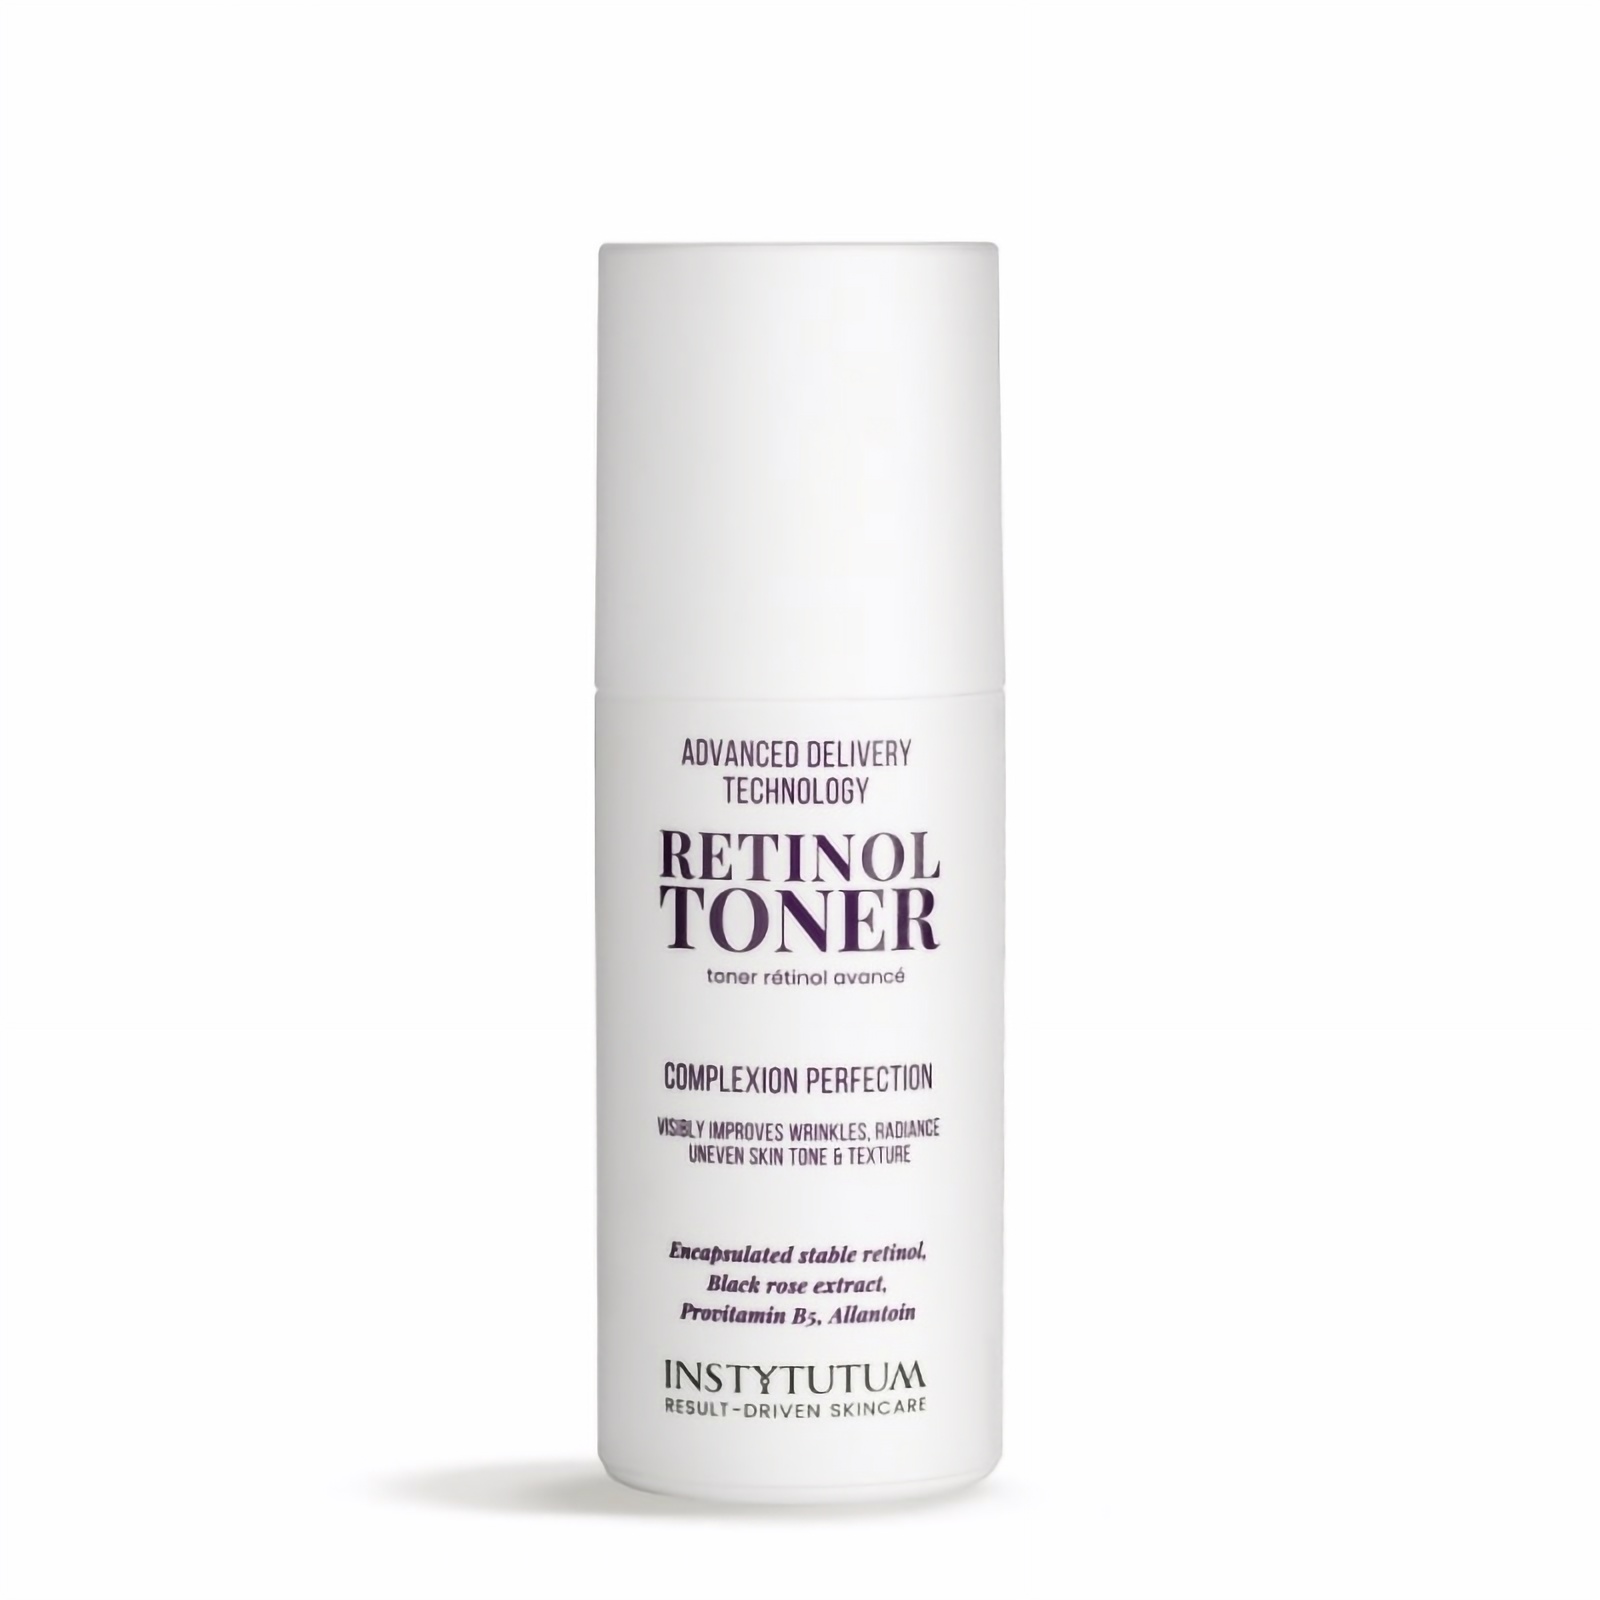 ADVANCED DELIVERY
TECHNOLOGY
RETINOL
TONER
toner rétinol avancé
COMPLEXION PERFECTION
VISIBLY IMPROVES WRINKLES, RADIANCE
UNEVEN SKIN TONE & TEXTURE
Encapsulated stable retinol,
Black rose extract,
Provitamin B5, Allantoin
INSTYTUTUM
RESULT-DRIVEN SKINCARE